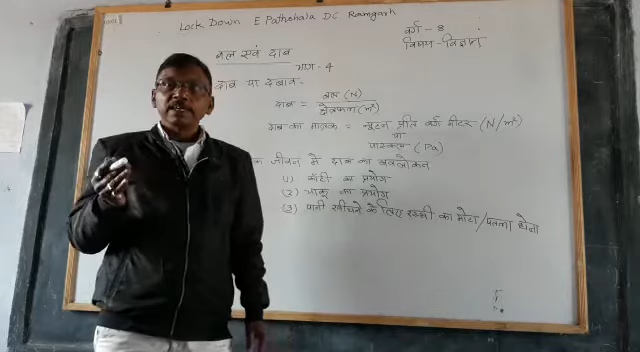 Lock Down E Pathshala DC Ramgarh
वर्ग - 8
विषय - विज्ञान
बल एवं दाब
भाग - 4
दाब या दबाव -
दाब = बल (N)
क्षेत्रफल (m²)
दाब का मात्रक = न्यूटन प्रति वर्ग मीटर (N/m²)
या
पास्कल (Pa)
जीवन में दाब का अवलोकन
(1) काँटी का प्रयोग
(2) चाकू का प्रयोग
(3) पानी खींचने के लिए रस्सी का मोटा/पतला होना